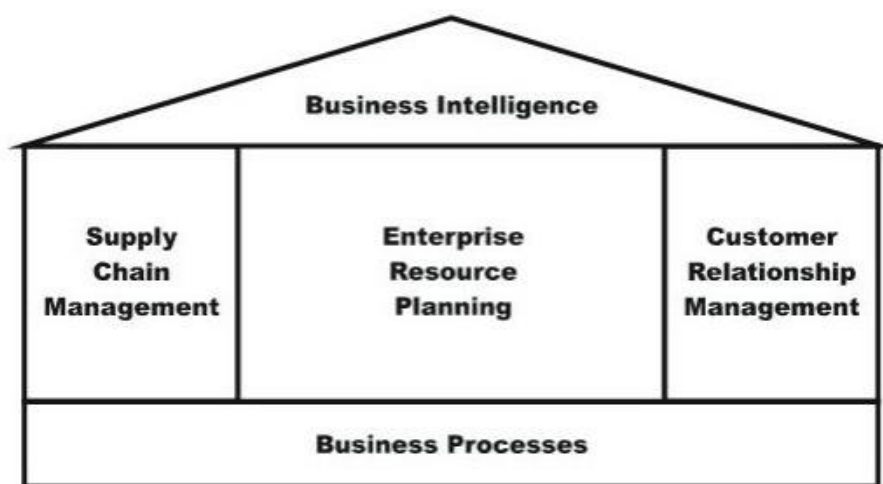 Business Intelligence
Supply
Chain
Management
Enterprise
Resource
Planning
Customer
Relationship
Management
Business Processes